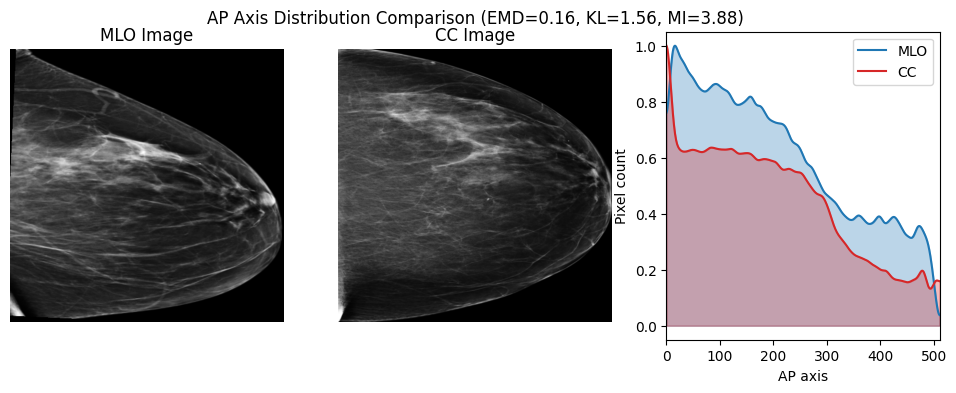 AP Axis Distribution Comparison (EMD=0.16, KL=1.56, MI=3.88)
MLO Image
CC Image
MLO
CC
Pixel count
1.0
0.8
0.6
0.4
0.2
0.0
0 100 200 300 400 500
AP axis